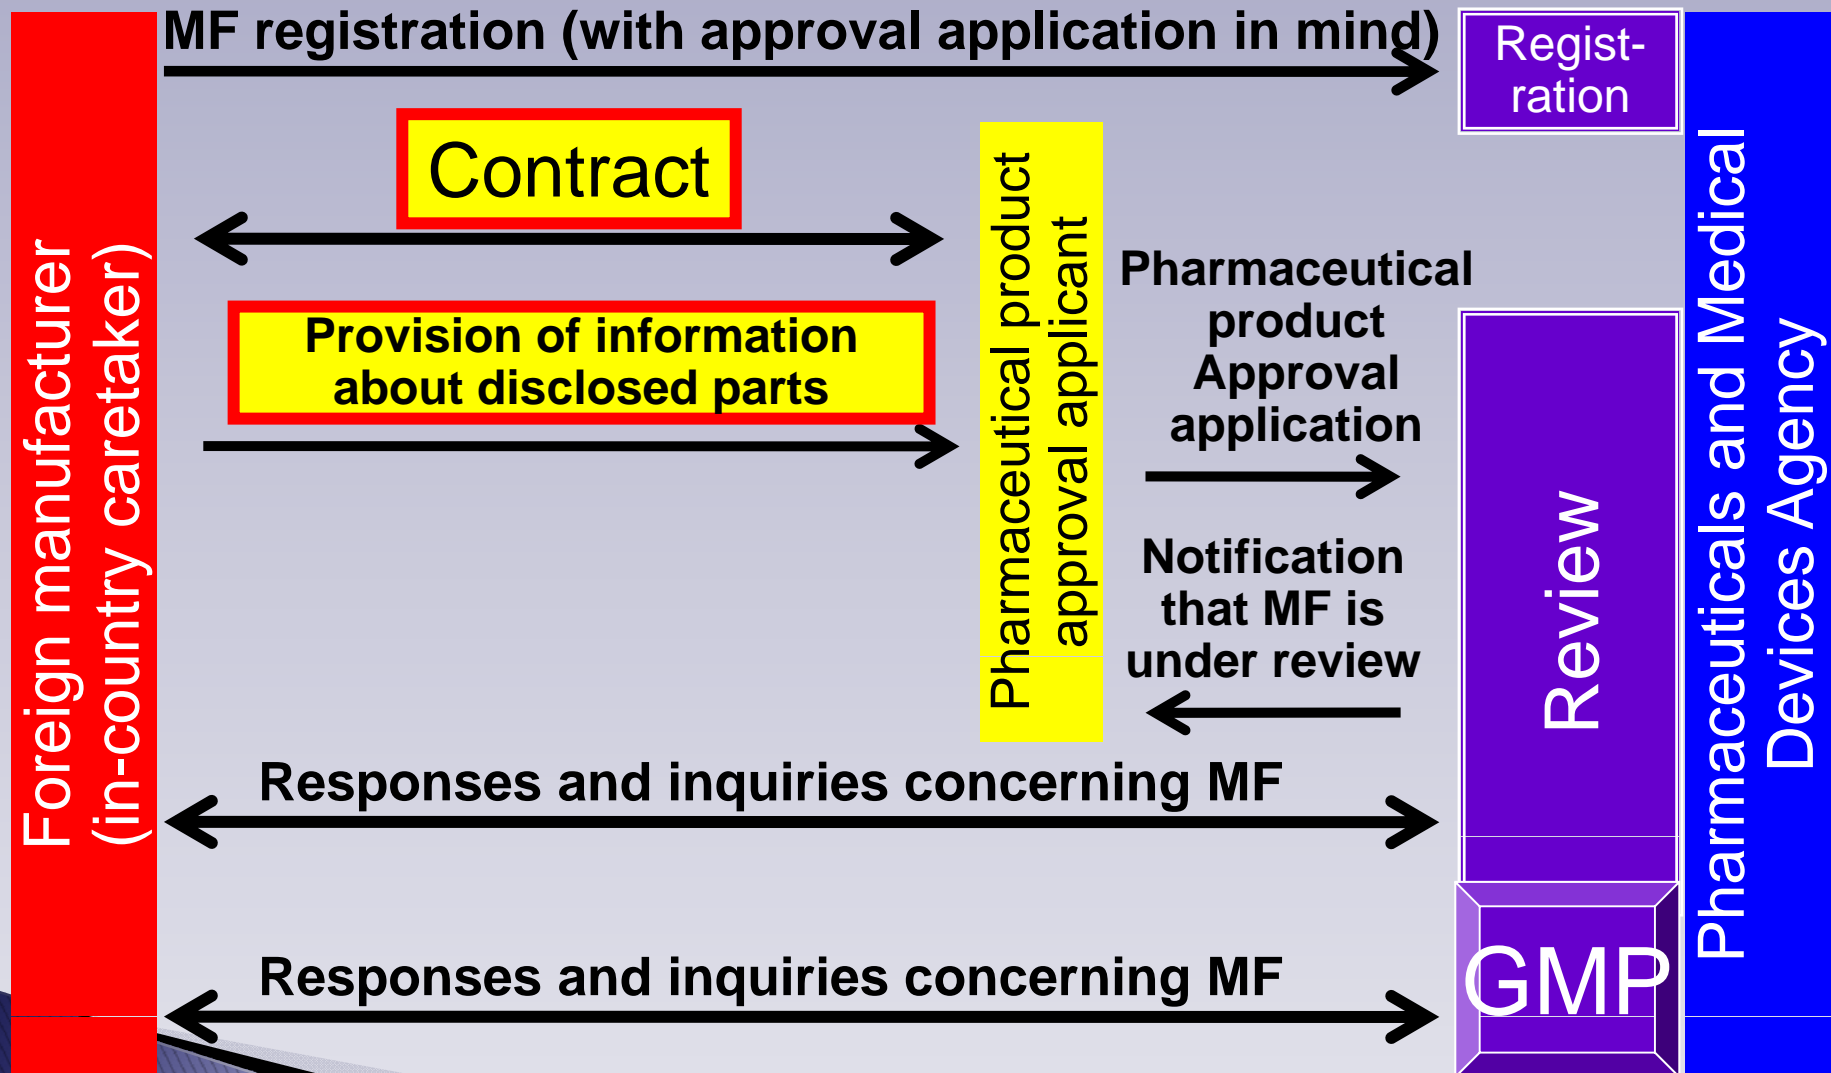 MF registration (with approval application in mind)
Regist-
ration
Foreign manufacturer
(in-country caretaker)
Contract
Provision of information
about disclosed parts
Pharmaceutical product
approval applicant
Pharmaceutical
product
Approval
application
Notification
that MF is
under review
Review
Pharmaceuticals and Medical
Devices Agency
Responses and inquiries concerning MF
Responses and inquiries concerning MF
GMP